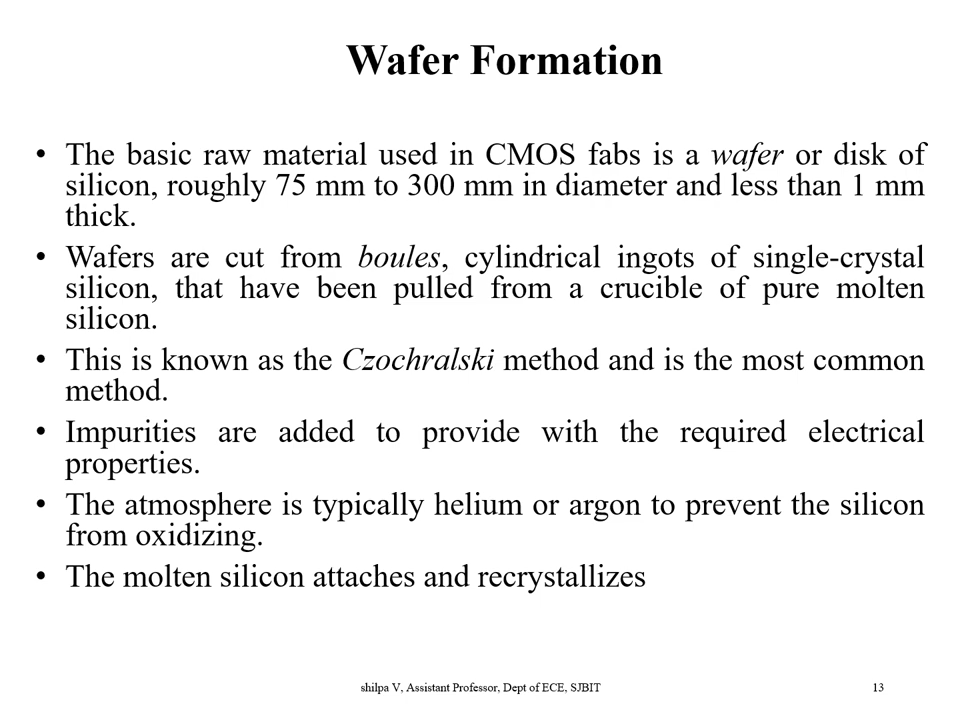 Wafer Formation
• The basic raw material used in CMOS fabs is a wafer or disk of
silicon, roughly 75 mm to 300 mm in diameter and less than 1 mm
thick.
• Wafers are cut from boules, cylindrical ingots of single-crystal
silicon, that have been pulled from a crucible of pure molten
silicon.
• This is known as the Czochralski method and is the most common
method.
• Impurities are added to provide with the required electrical
properties.
• The atmosphere is typically helium or argon to prevent the silicon
from oxidizing.
• The molten silicon attaches and recrystallizes
shilpa V, Assistant Professor, Dept of ECE, SJBIT
13